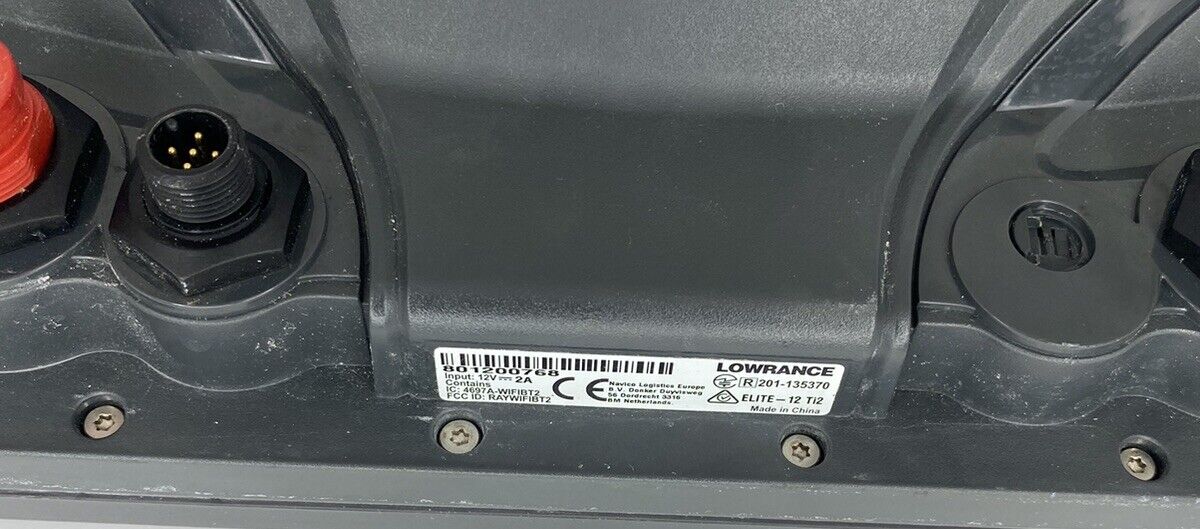 801200768
Input: 12V⎓2A
Contains
IC: 4697A-WIFIBT2
FCC ID: RAYWIFIBT2
CE
Navico Logistics Europe
B.V. Donker Duyvisweg
56 Dordrecht 3316
BM Netherlands.
LOWRANCE
R 201-135370
ELITE-12 Ti2
Made in China